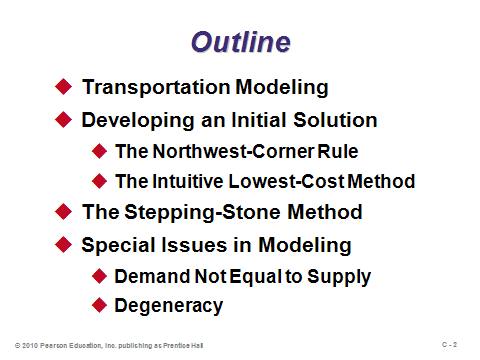 Outline
Transportation Modeling
Developing an Initial Solution
The Northwest-Corner Rule
The Intuitive Lowest-Cost Method
The Stepping-Stone Method
Special Issues in Modeling
Demand Not Equal to Supply
Degeneracy
© 2010 Pearson Education, Inc. publishing as Prentice Hall
C - 2